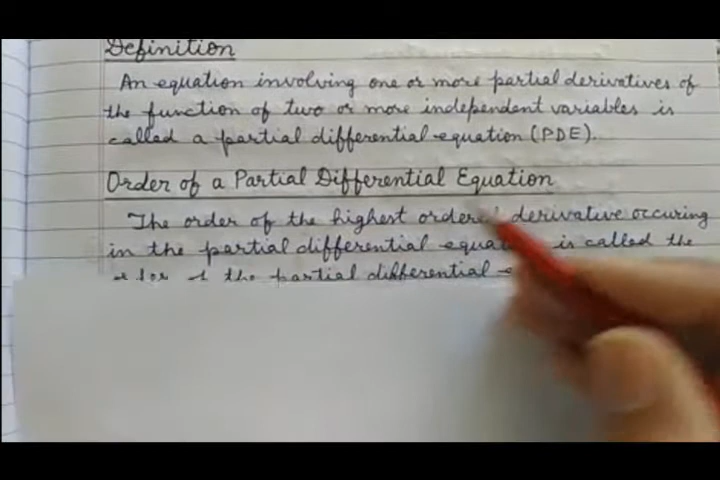 Definition
An equation involving one or more partial derivatives of
the function of two or more independent variables is
called a partial differential equation (PDE).
Order of a Partial Differential Equation
The order of the highest ordered derivative occuring
in the partial differential is called the
the partial differential